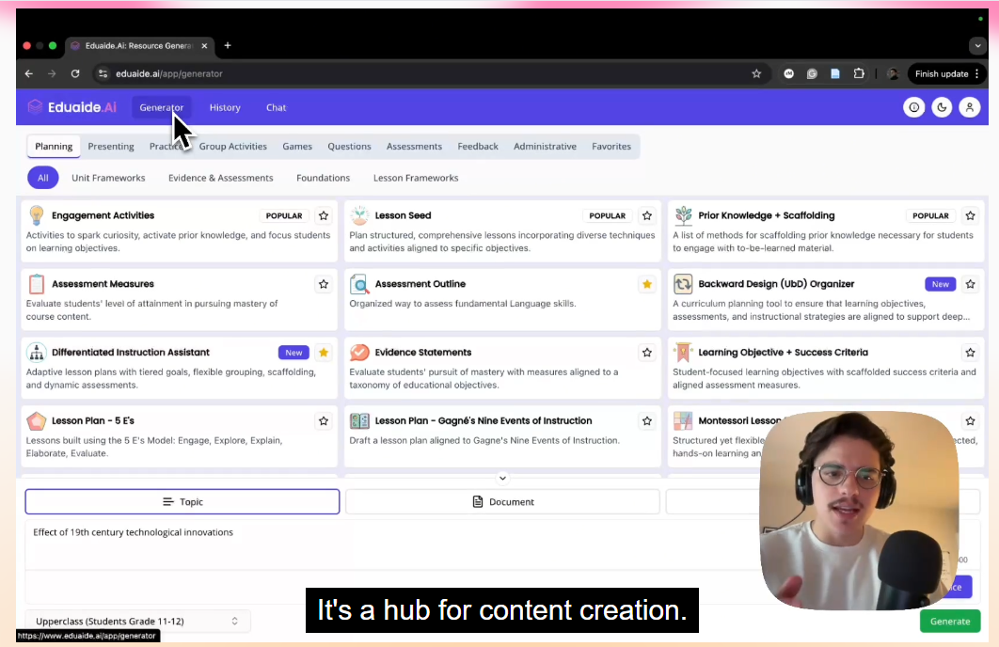 Eduaide.Ai: Resource Genera
eduaide.ai/app/generator
Finish update
Eduaide.Ai
Generator
History
Chat
Planning
Presenting
Practice
Group Activities
Games
Questions
Assessments
Feedback
Administrative
Favorites
All
Unit Frameworks
Evidence & Assessments
Foundations
Lesson Frameworks
Engagement Activities
POPULAR
Activities to spark curiosity, activate prior knowledge, and focus students
on learning objectives.
Lesson Seed
POPULAR
Plan structured, comprehensive lessons incorporating diverse techniques
and activities aligned to specific objectives.
Prior Knowledge + Scaffolding
POPULAR
A list of methods for scaffolding prior knowledge necessary for students
to engage with to-be-learned material.
Assessment Measures
Evaluate students' level of attainment in pursuing mastery of
course content.
Assessment Outline
Organized way to assess fundamental Language skills.
Backward Design (UbD) Organizer
New
A curriculum planning tool to ensure that learning objectives,
assessments, and instructional strategies are aligned to support deep...
Differentiated Instruction Assistant
New
Adaptive lesson plans with tiered goals, flexible grouping, scaffolding,
and dynamic assessments.
Evidence Statements
Evaluate students' pursuit of mastery with measures aligned to a
taxonomy of educational objectives.
Learning Objective + Success Criteria
Student-focused learning objectives with scaffolded success criteria and
aligned assessment measures.
Lesson Plan - 5 E's
Lessons built using the 5 E's Model: Engage, Explore, Explain,
Elaborate, Evaluate.
Lesson Plan - Gagné's Nine Events of Instruction
Draft a lesson plan aligned to Gagne's Nine Events of Instruction.
Montessori Lesson
Structured yet flexible
hands-on learning
Topic
Document
Effect of 19th century technological innovations
It's a hub for content creation.
Upperclass (Students Grade 11-12)
Generate
https://www.eduaide.ai/app/generator